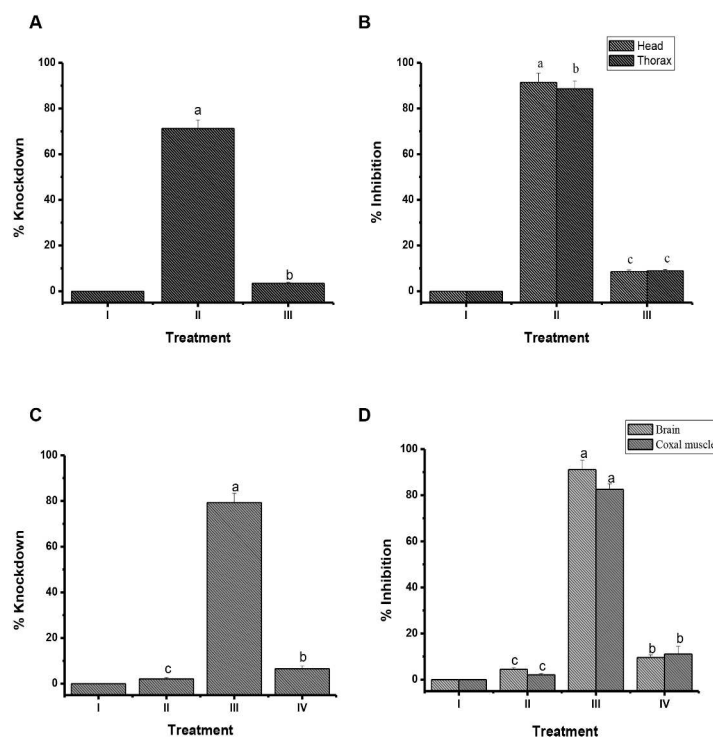 A
% Knockdown
100
80
60
40
20
0
a
b
I II III
Treatment
B
Head
Thorax
% Inhibition
100
80
60
40
20
0
a
b
c c
I II III
Treatment
C
% Knockdown
100
80
60
40
20
0
c
a
b
I II III IV
Treatment
D
Brain
Coxal muscle
% Inhibition
100
80
60
40
20
0
c c
a
a
b b
I II III IV
Treatment